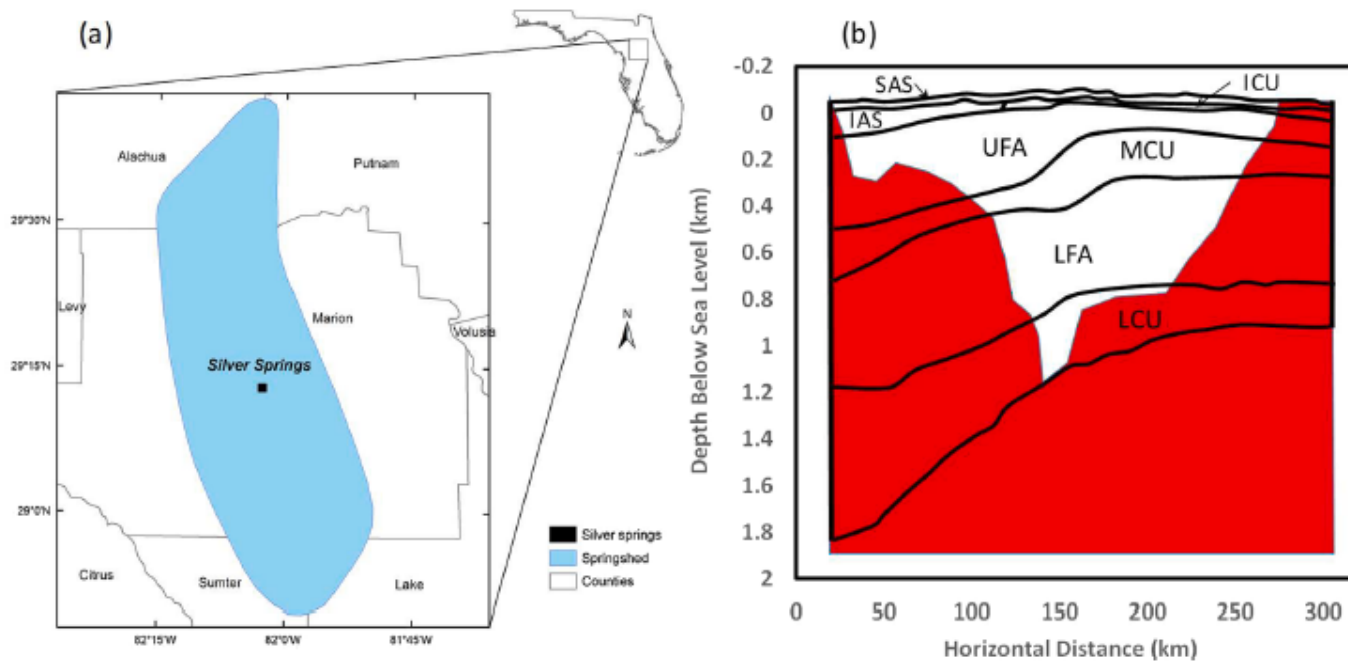 (a)
Alachua
Putnam
29°30'N
Levy
Marion
Volusia
Silver Springs
29°15'N
N
29°0'N
Citrus
Sumter
Lake
Silver springs
Springshed
Counties
82°15'W
82°0'W
81°45'W
(b)
-0.2
0
0.2
0.4
0.6
0.8
1
1.2
1.4
1.6
1.8
2
Depth Below Sea Level (km)
SAS
ICU
IAS
UFA
MCU
LFA
LCU
0
50
100
150
200
250
300
Horizontal Distance (km)